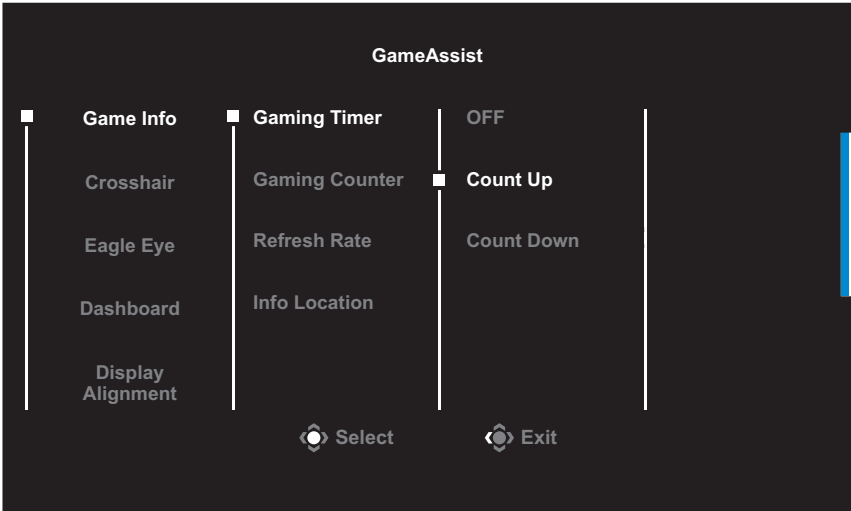 GameAssist
Game Info
Crosshair
Eagle Eye
Dashboard
Display
Alignment
Gaming Timer
Gaming Counter
Refresh Rate
Info Location
OFF
Count Up
Count Down
Select
Exit